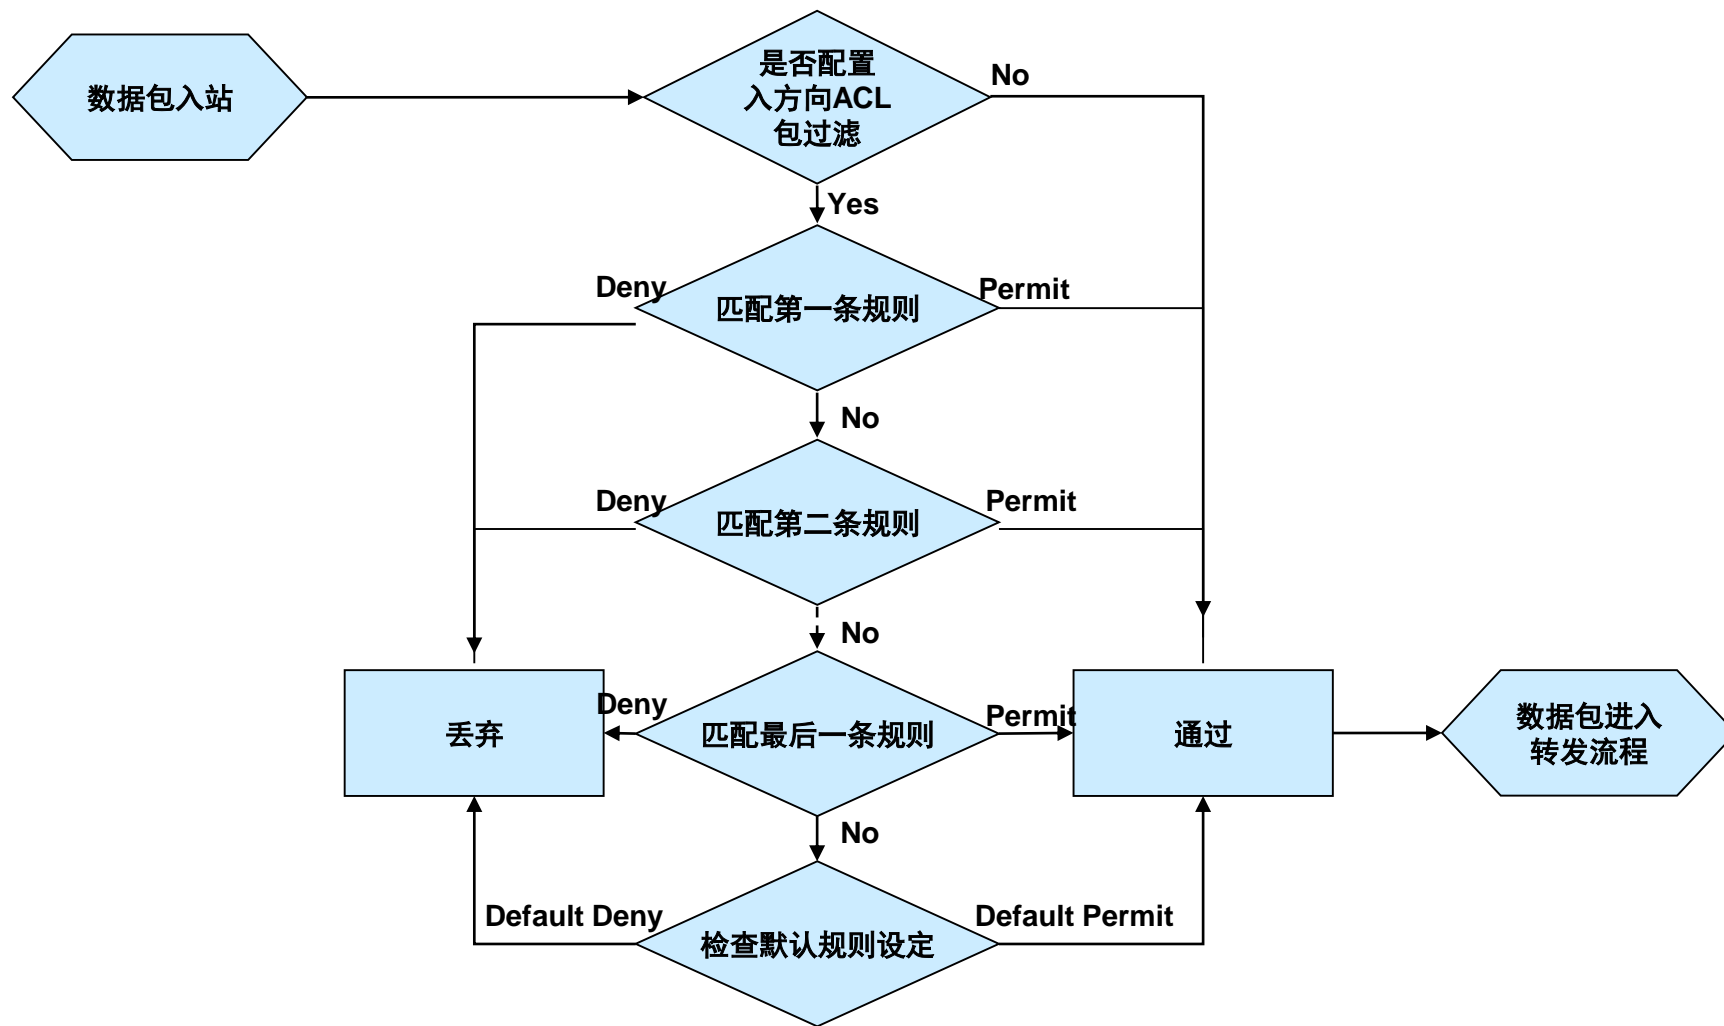 数据包入站
是否配置
入方向ACL
包过滤
No
Yes
Deny
匹配第一条规则
Permit
No
Deny
匹配第二条规则
Permit
No
丢弃
Deny
匹配最后一条规则
Permit
通过
数据包进入
转发流程
No
Default Deny
检查默认规则设定
Default Permit